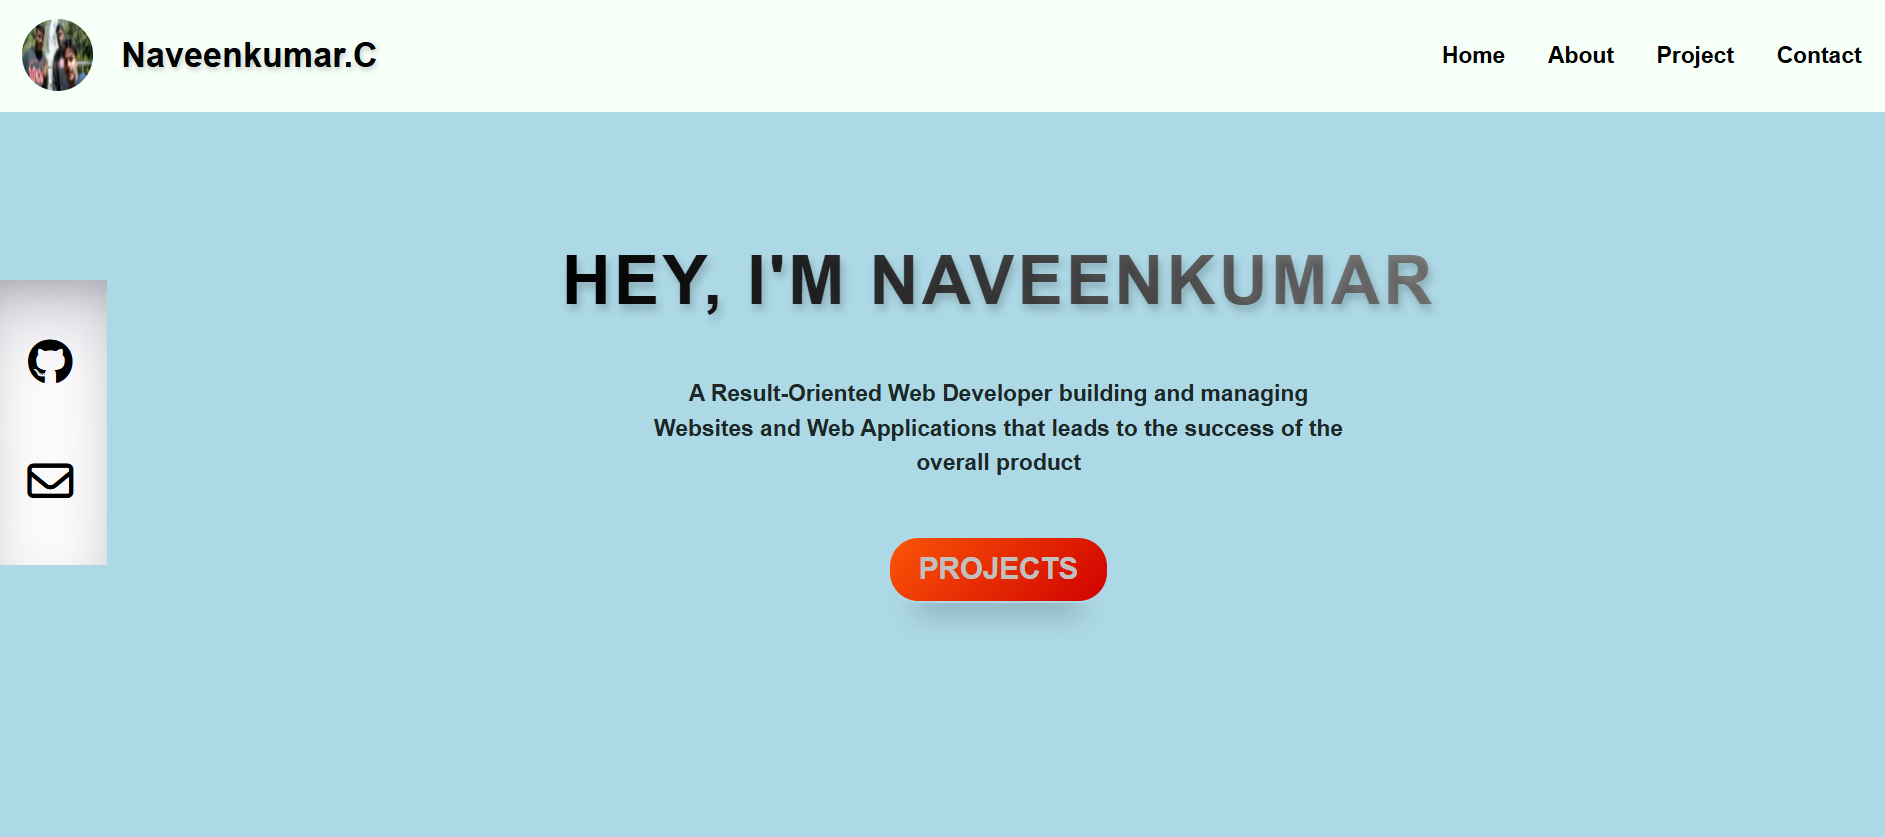 Naveenkumar.C
Home About Project Contact
HEY, I'M NAVEENKUMAR
A Result-Oriented Web Developer building and managing
Websites and Web Applications that leads to the success of the
overall product
PROJECTS